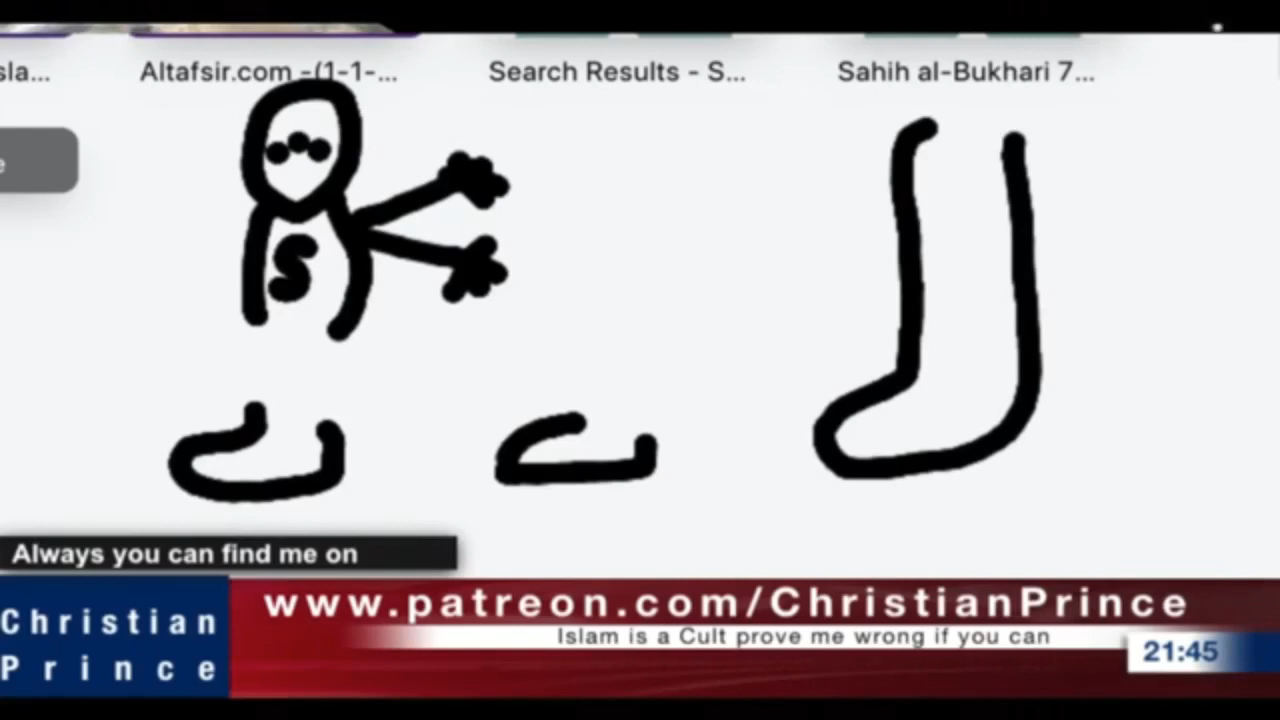 sla...
Altafsir.com -(1-1-...
Search Results - S...
Sahih al-Bukhari 7...
e
S
Always you can find me on
www.patreon.com/ChristianPrince
Christian
Prince
Islam is a Cult prove me wrong if you can
21:45